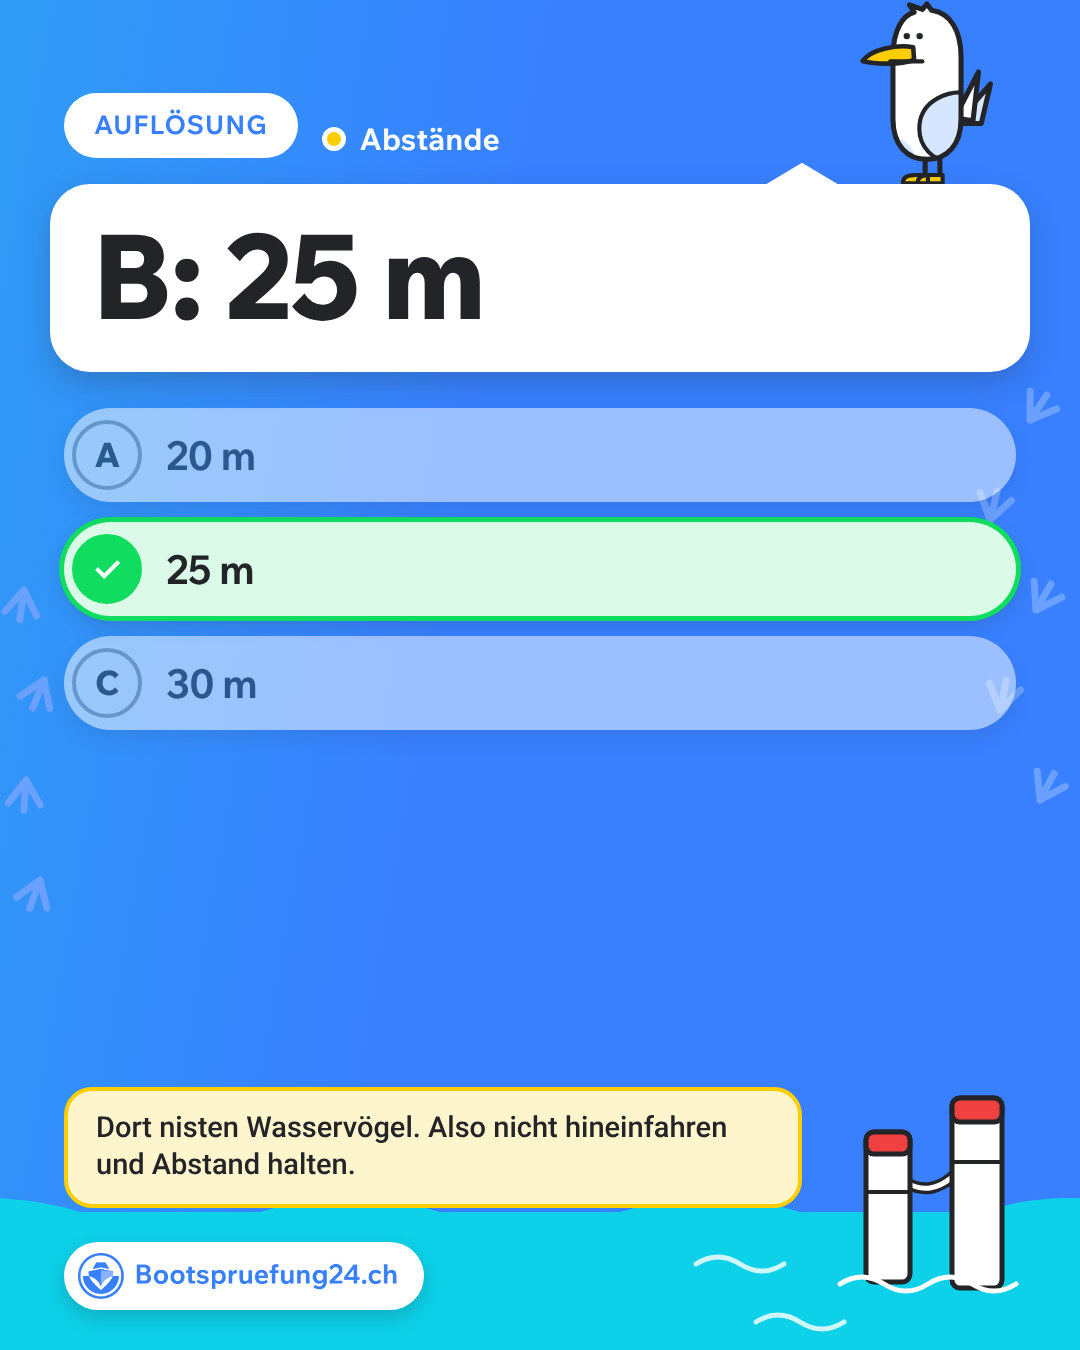 AUFLÖSUNG
Abstände
B: 25 m
A 20 m
25 m
C 30 m
Dort nisten Wasservögel. Also nicht hineinfahren
und Abstand halten.
Bootspruefung24.ch